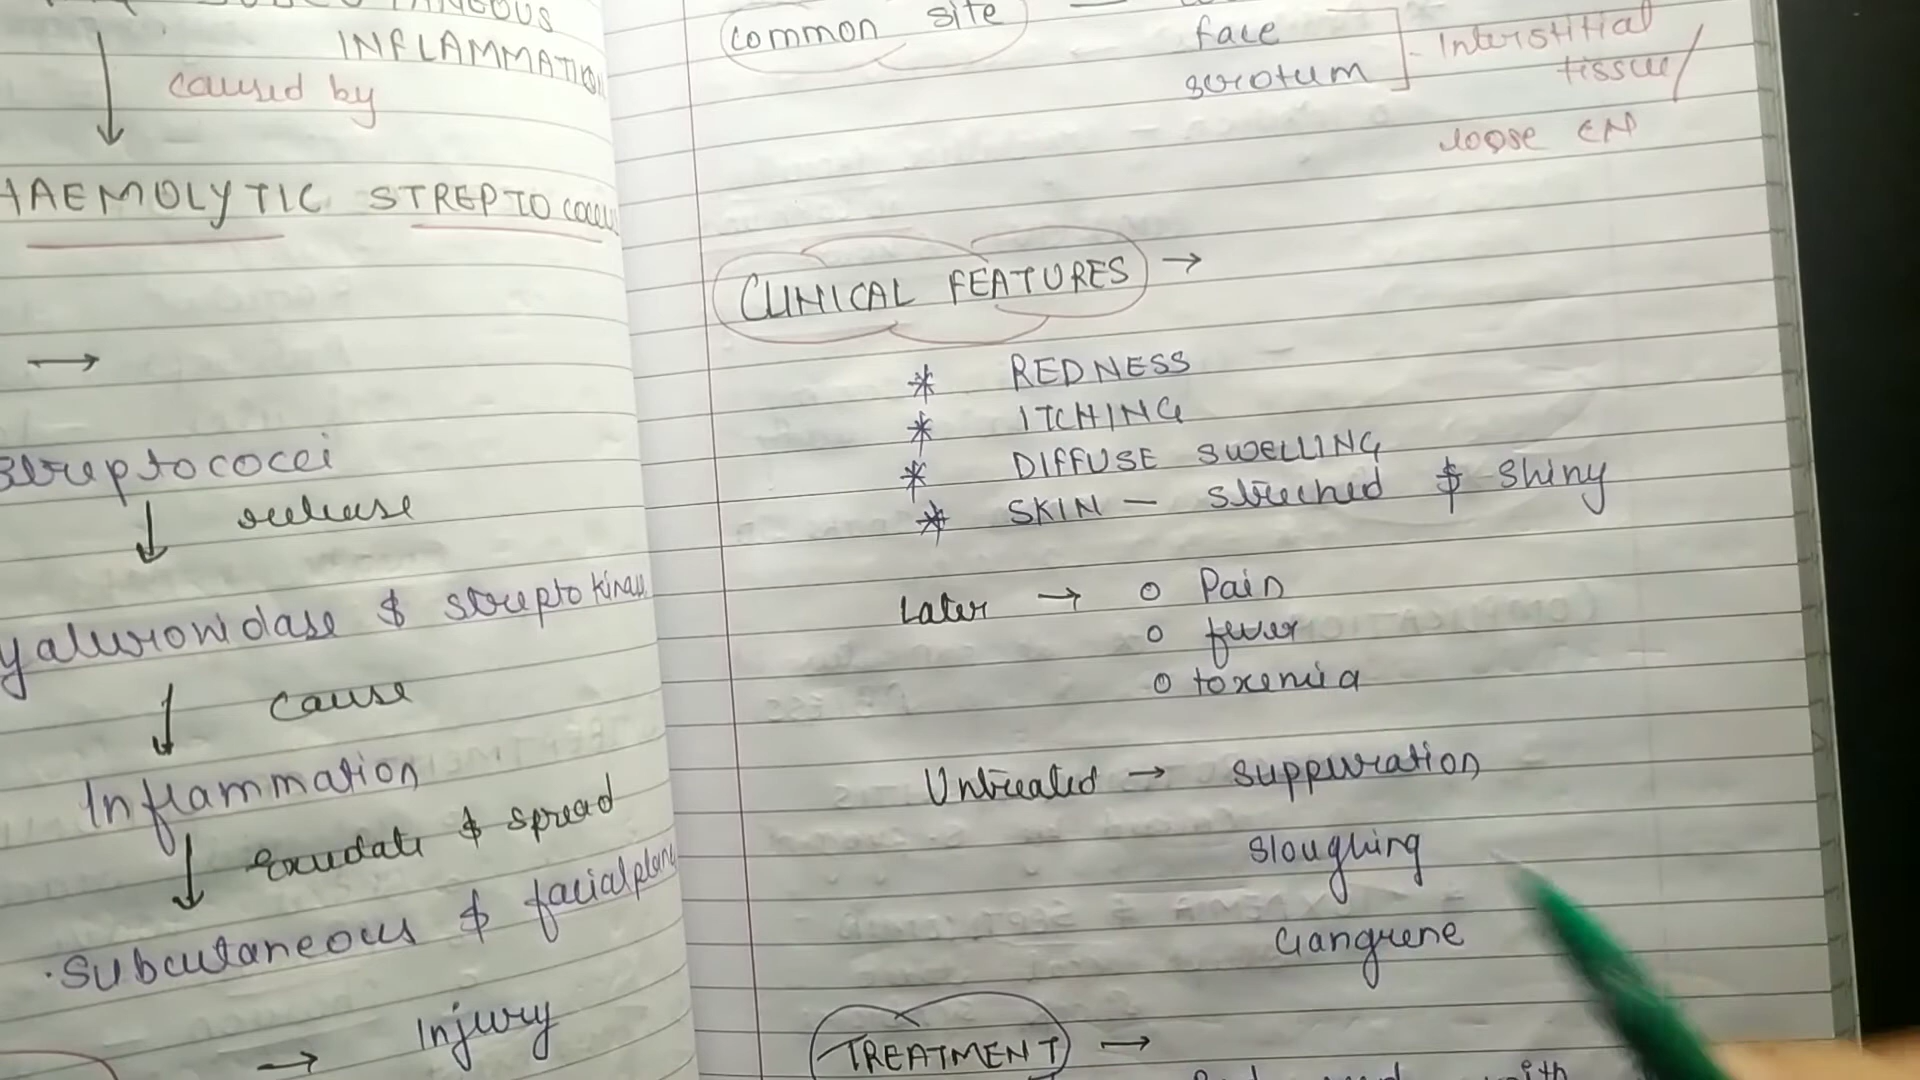 INFLAMMATION
caused by
HAEMOLYTIC STREPTOCOCCUS
→
Streptococci
↓ release
yaluronidase & streptokinase
↓ cause
Inflammation
↓ Exudate & spread
Subcutaneous & facial plane
→ Injury
Common site
face
scrotum
Interstitial
tissue/
loose
CLINICAL FEATURES →
* REDNESS
* ITCHING
* DIFFUSE SWELLING
* SKIN - streched & shiny
Later → o Pain
o fever
o toxemia
Untreated → suppuration
Sloughing
Gangrene
TREATMENT →
with